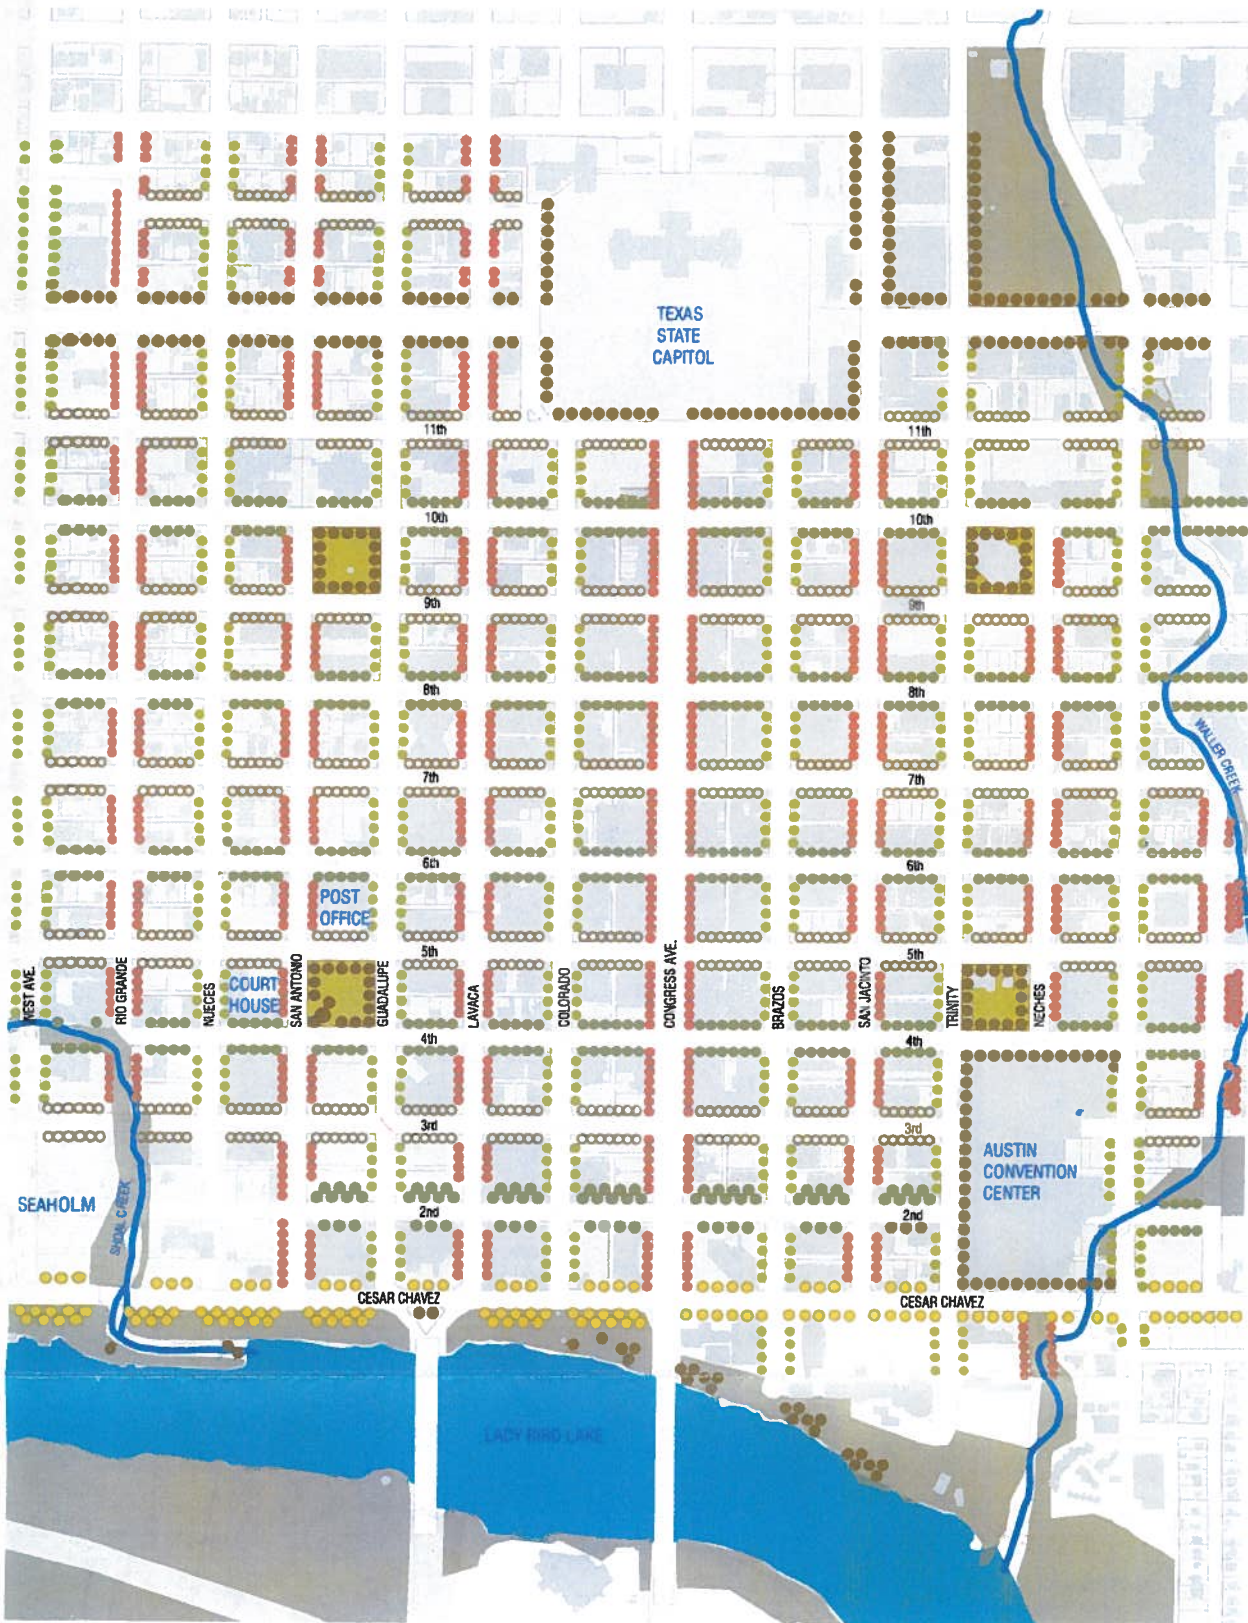 TEXAS
STATE
CAPITOL
11th
11th
10th
10th
9th
9th
8th
8th
WALLER CREEK
7th
7th
6th
6th
POST
OFFICE
5th
5th
WEST AVE.
RIO GRANDE
NUECES
COURT
HOUSE
SAN ANTONIO
GUADALUPE
LAVACA
COLORADO
CONGRESS AVE.
BRAZOS
SAN JACINTO
TRINITY
NECHES
4th
4th
3rd
3rd
AUSTIN
CONVENTION
CENTER
SEAHOLM
SHOAL CREEK
2nd
2nd
CESAR CHAVEZ
CESAR CHAVEZ
LADY BIRD LAKE